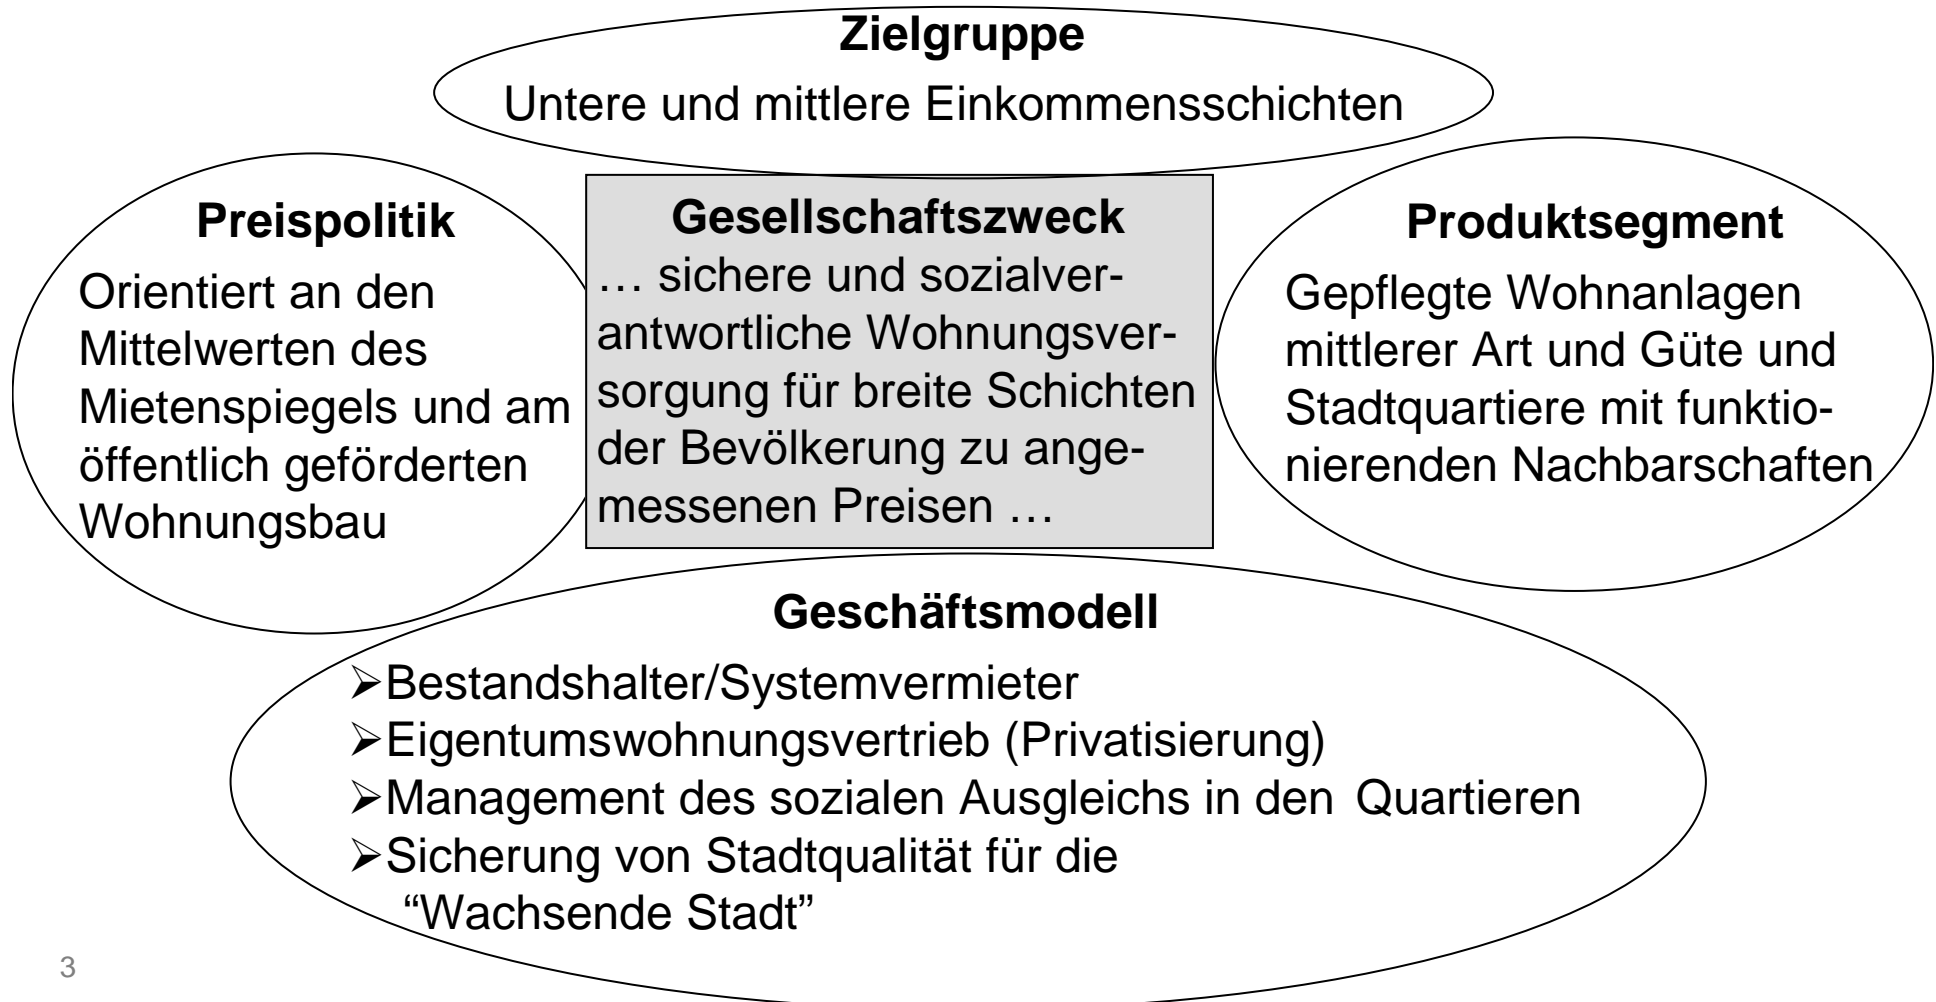 Zielgruppe
Untere und mittlere Einkommensschichten
Preispolitik
Orientiert an den
Mittelwerten des
Mietenspiegels und am
öffentlich geförderten
Wohnungsbau
Gesellschaftszweck
… sichere und sozialver-
antwortliche Wohnungsver-
sorgung für breite Schichten
der Bevölkerung zu ange-
messenen Preisen …
Produktsegment
Gepflegte Wohnanlagen
mittlerer Art und Güte und
Stadtquartiere mit funktio-
nierenden Nachbarschaften
Geschäftsmodell
➢Bestandshalter/Systemvermieter
➢Eigentumswohnungsvertrieb (Privatisierung)
➢Management des sozialen Ausgleichs in den Quartieren
➢Sicherung von Stadtqualität für die
“Wachsende Stadt”
3